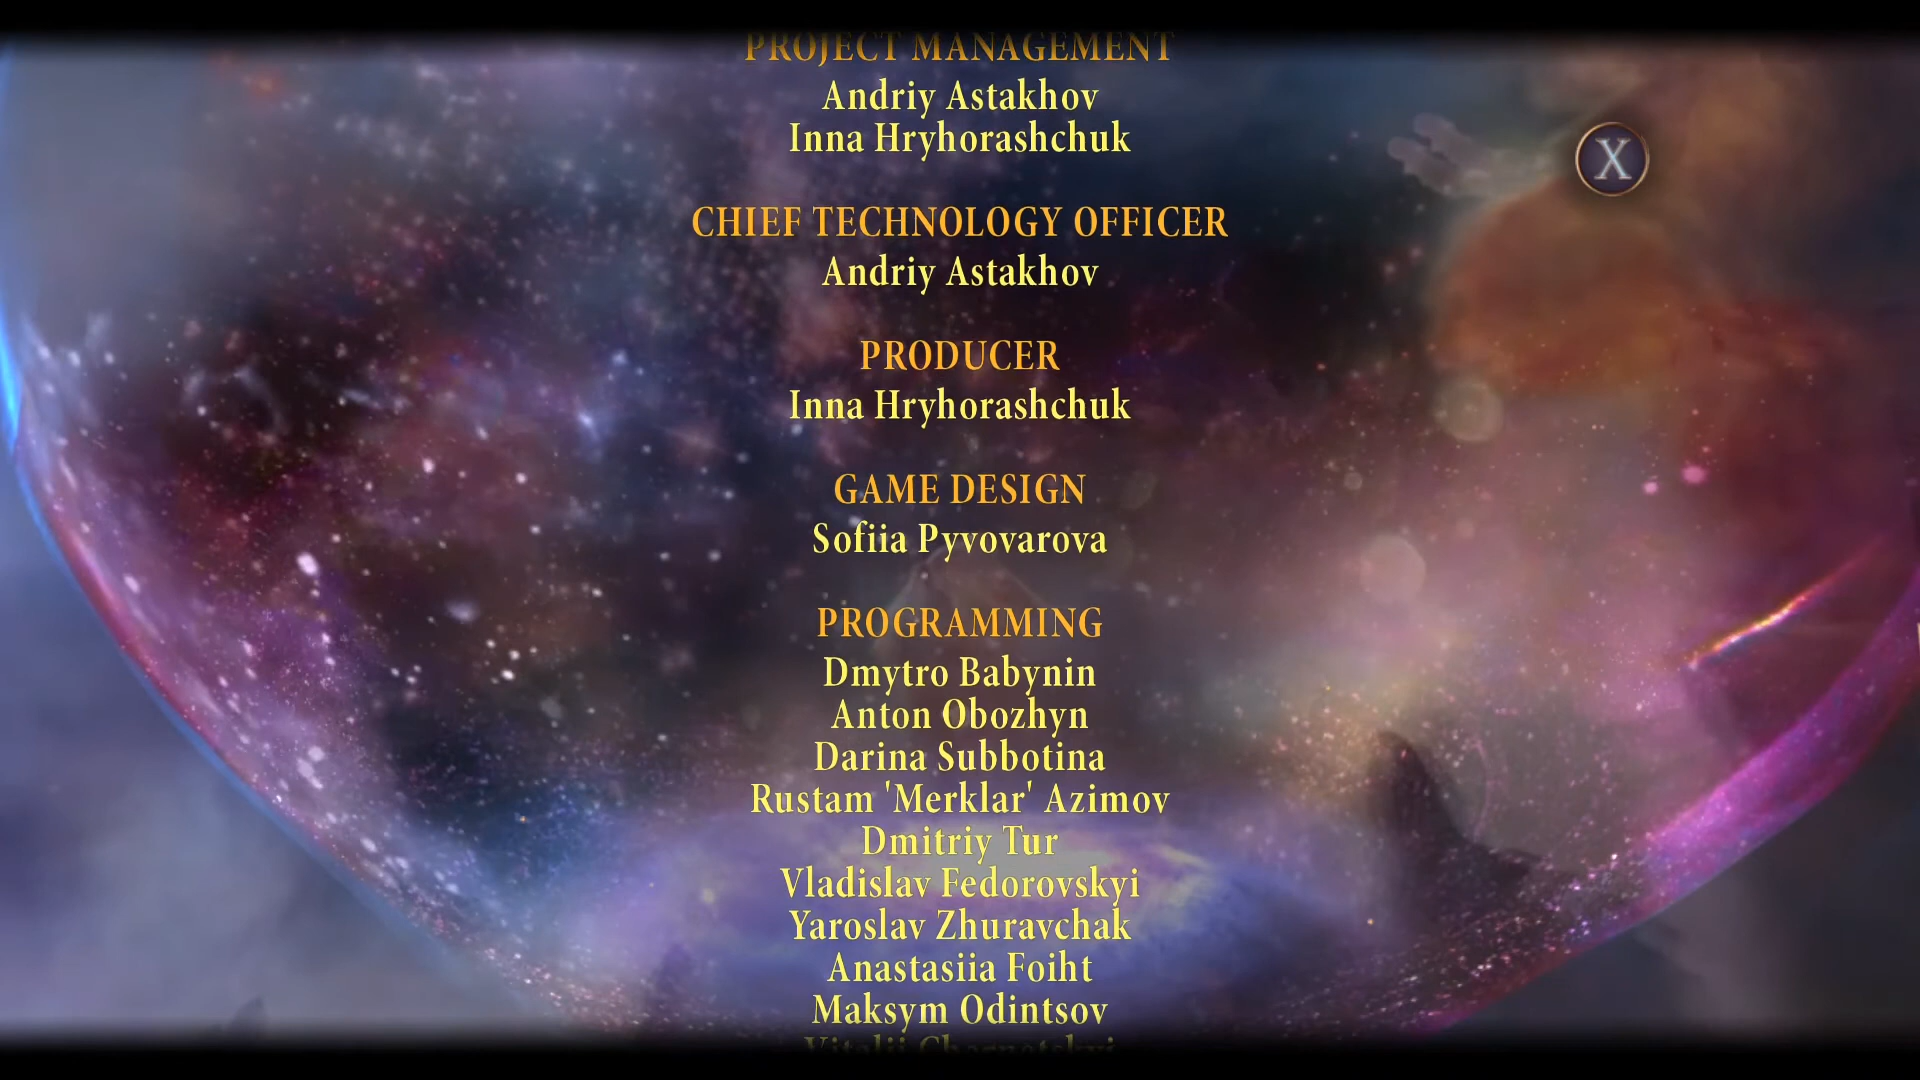 PROJECT MANAGEMENT
Andriy Astakhov
Inna Hryhorashchuk
X
CHIEF TECHNOLOGY OFFICER
Andriy Astakhov
PRODUCER
Inna Hryhorashchuk
GAME DESIGN
Sofiia Pyvovarova
PROGRAMMING
Dmytro Babynin
Anton Obozhyn
Darina Subbotina
Rustam 'Merklar' Azimov
Dmitriy Tur
Vladislav Fedorovskyi
Yaroslav Zhuravchak
Anastasiia Foiht
Maksym Odintsov